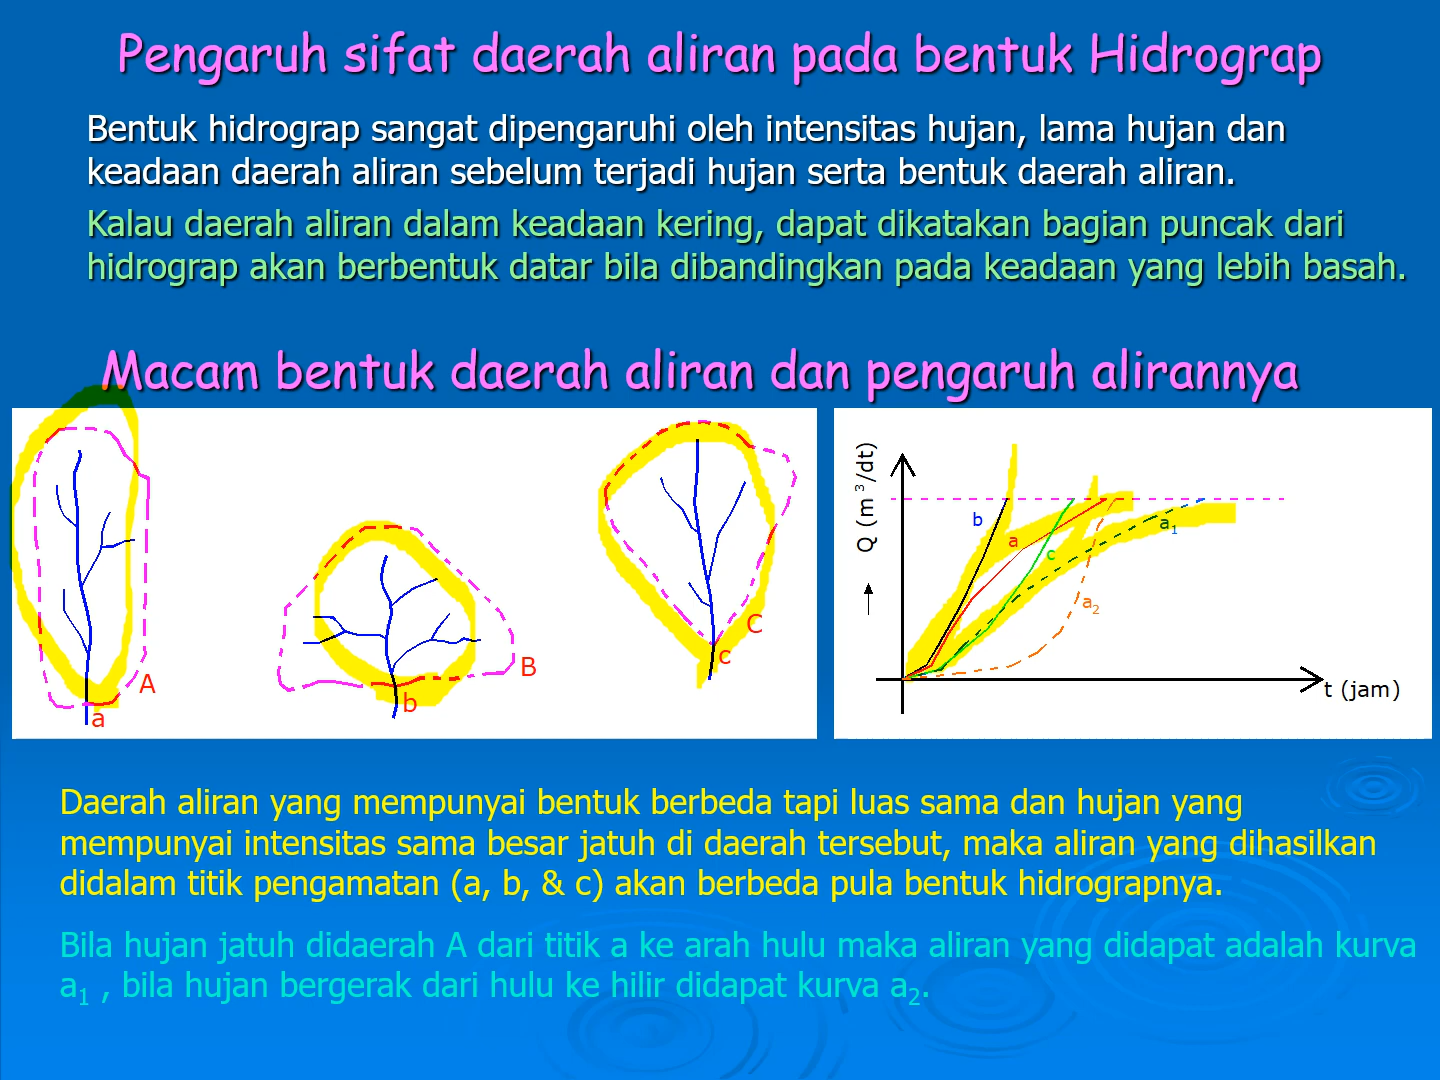 Pengaruh sifat daerah aliran pada bentuk Hidrograp
Bentuk hidrograp sangat dipengaruhi oleh intensitas hujan, lama hujan dan
keadaan daerah aliran sebelum terjadi hujan serta bentuk daerah aliran.
Kalau daerah aliran dalam keadaan kering, dapat dikatakan bagian puncak dari
hidrograp akan berbentuk datar bila dibandingkan pada keadaan yang lebih basah.
Macam bentuk daerah aliran dan pengaruh alirannya
A
a
B
b
C
c
Q (m³/dt)
b
a
c
a₁
a₂
t (jam)
Daerah aliran yang mempunyai bentuk berbeda tapi luas sama dan hujan yang
mempunyai intensitas sama besar jatuh di daerah tersebut, maka aliran yang dihasilkan
didalam titik pengamatan (a, b, & c) akan berbeda pula bentuk hidrograpnya.
Bila hujan jatuh didaerah A dari titik a ke arah hulu maka aliran yang didapat adalah kurva
a₁ , bila hujan bergerak dari hulu ke hilir didapat kurva a₂.